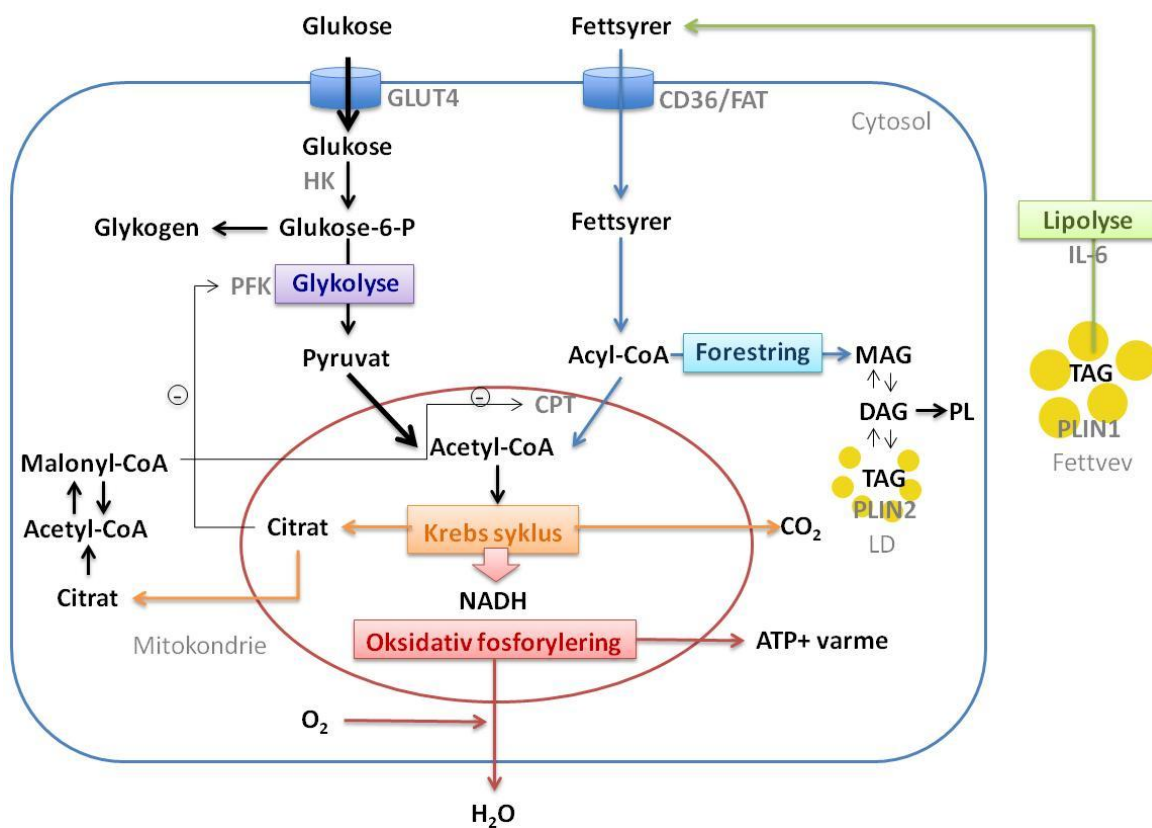 Glukose
Fettsyrer
GLUT4
CD36/FAT
Cytosol
Glukose
HK
Glykogen
Glukose-6-P
Fettsyrer
Lipolyse
IL-6
PFK
Glykolyse
Pyruvat
Acyl-CoA
Forestring
MAG
TAG
-
-
CPT
DAG
PL
PLIN1
Fettvev
Malonyl-CoA
Acetyl-CoA
TAG
PLIN2
LD
Acetyl-CoA
Citrat
Krebs syklus
CO₂
Citrat
NADH
Mitokondrie
Oksidativ fosforylering
ATP+ varme
O₂
H₂O